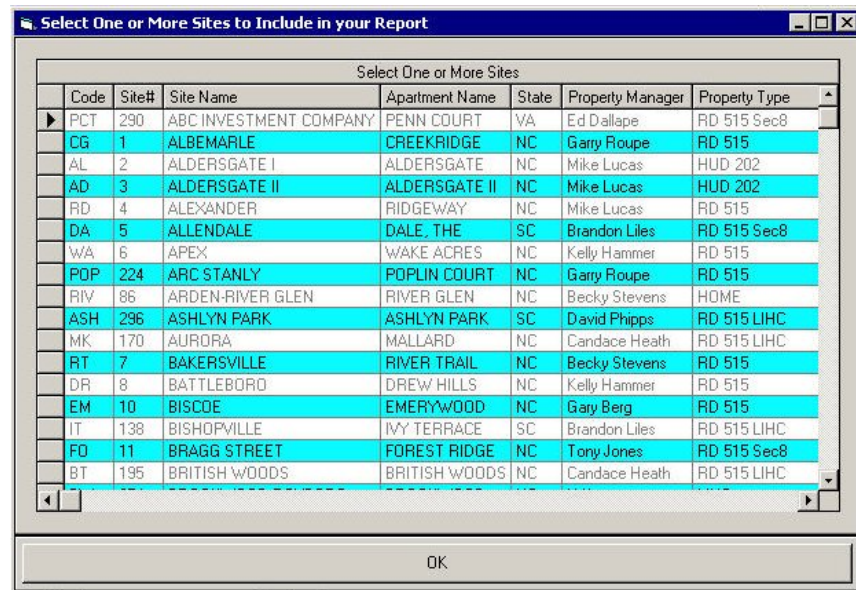 Select One or More Sites to Include in your Report
Select One or More Sites
Code Site# Site Name Apartment Name State Property Manager Property Type
PCT 290 ABC INVESTMENT COMPANY PENN COURT VA Ed Dallape RD 515 Sec8
CG 1 ALBEMARLE CREEKRIDGE NC Garry Roupe RD 515
AL 2 ALDERSGATE I ALDERSGATE NC Mike Lucas HUD 202
AD 3 ALDERSGATE II ALDERSGATE II NC Mike Lucas HUD 202
RD 4 ALEXANDER RIDGEWAY NC Mike Lucas RD 515
DA 5 ALLENDALE DALE, THE SC Brandon Liles RD 515 Sec8
WA 6 APEX WAKE ACRES NC Kelly Hammer RD 515
POP 224 ARC STANLY POPLIN COURT NC Garry Roupe RD 515
RIV 86 ARDEN-RIVER GLEN RIVER GLEN NC Becky Stevens HOME
ASH 296 ASHLYN PARK ASHLYN PARK SC David Phipps RD 515 LIHC
MK 170 AURORA MALLARD NC Candace Heath RD 515 LIHC
RT 7 BAKERSVILLE RIVER TRAIL NC Becky Stevens RD 515
DR 8 BATTLEBORO DREW HILLS NC Kelly Hammer RD 515
EM 10 BISCOE EMERYWOOD NC Gary Berg RD 515
IT 138 BISHOPVILLE IVY TERRACE SC Brandon Liles RD 515 LIHC
FO 11 BRAGG STREET FOREST RIDGE NC Tony Jones RD 515 Sec8
BT 195 BRITISH WOODS BRITISH WOODS NC Candace Heath RD 515 LIHC
OK